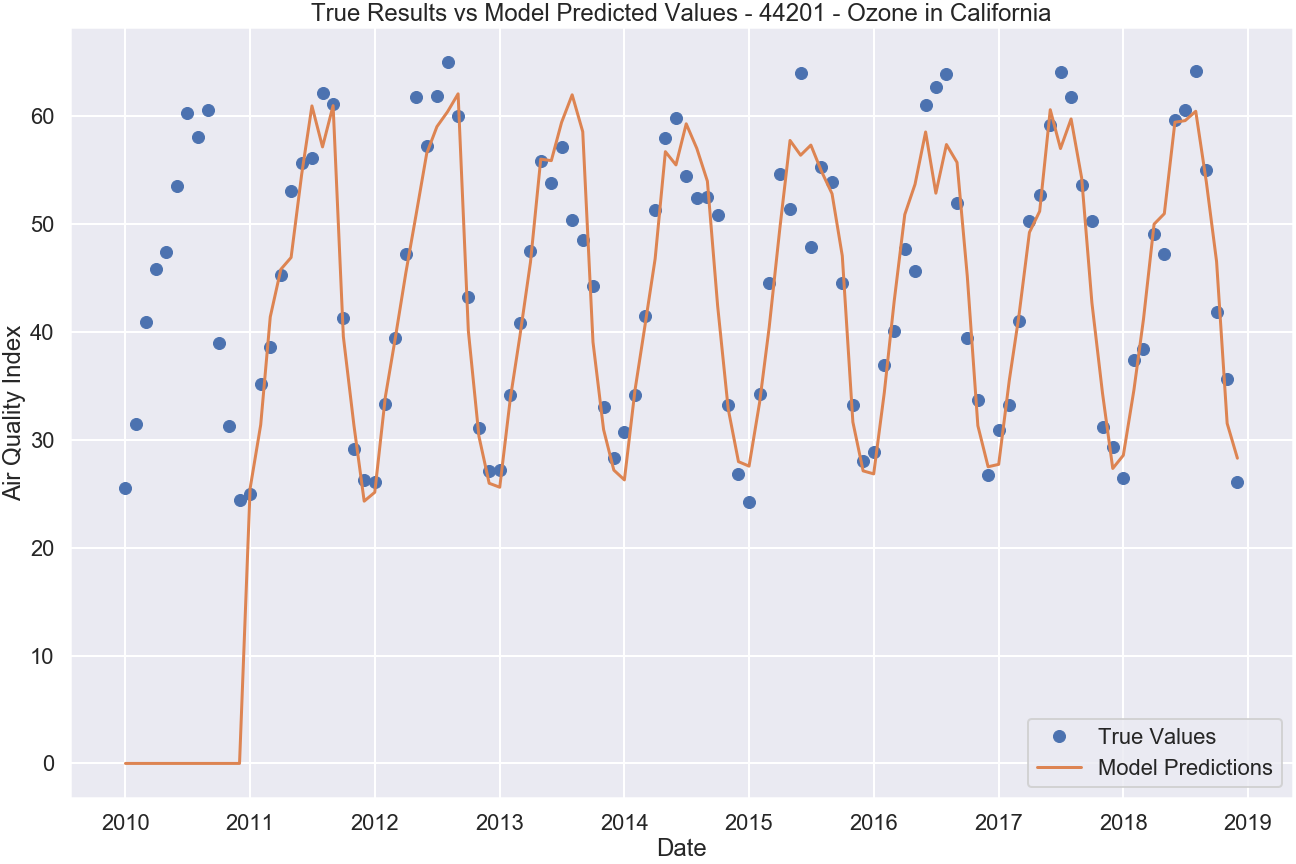 True Results vs Model Predicted Values - 44201 - Ozone in California
Air Quality Index
60
50
40
30
20
10
0
True Values
Model Predictions
2010 2011 2012 2013 2014 2015 2016 2017 2018 2019
Date